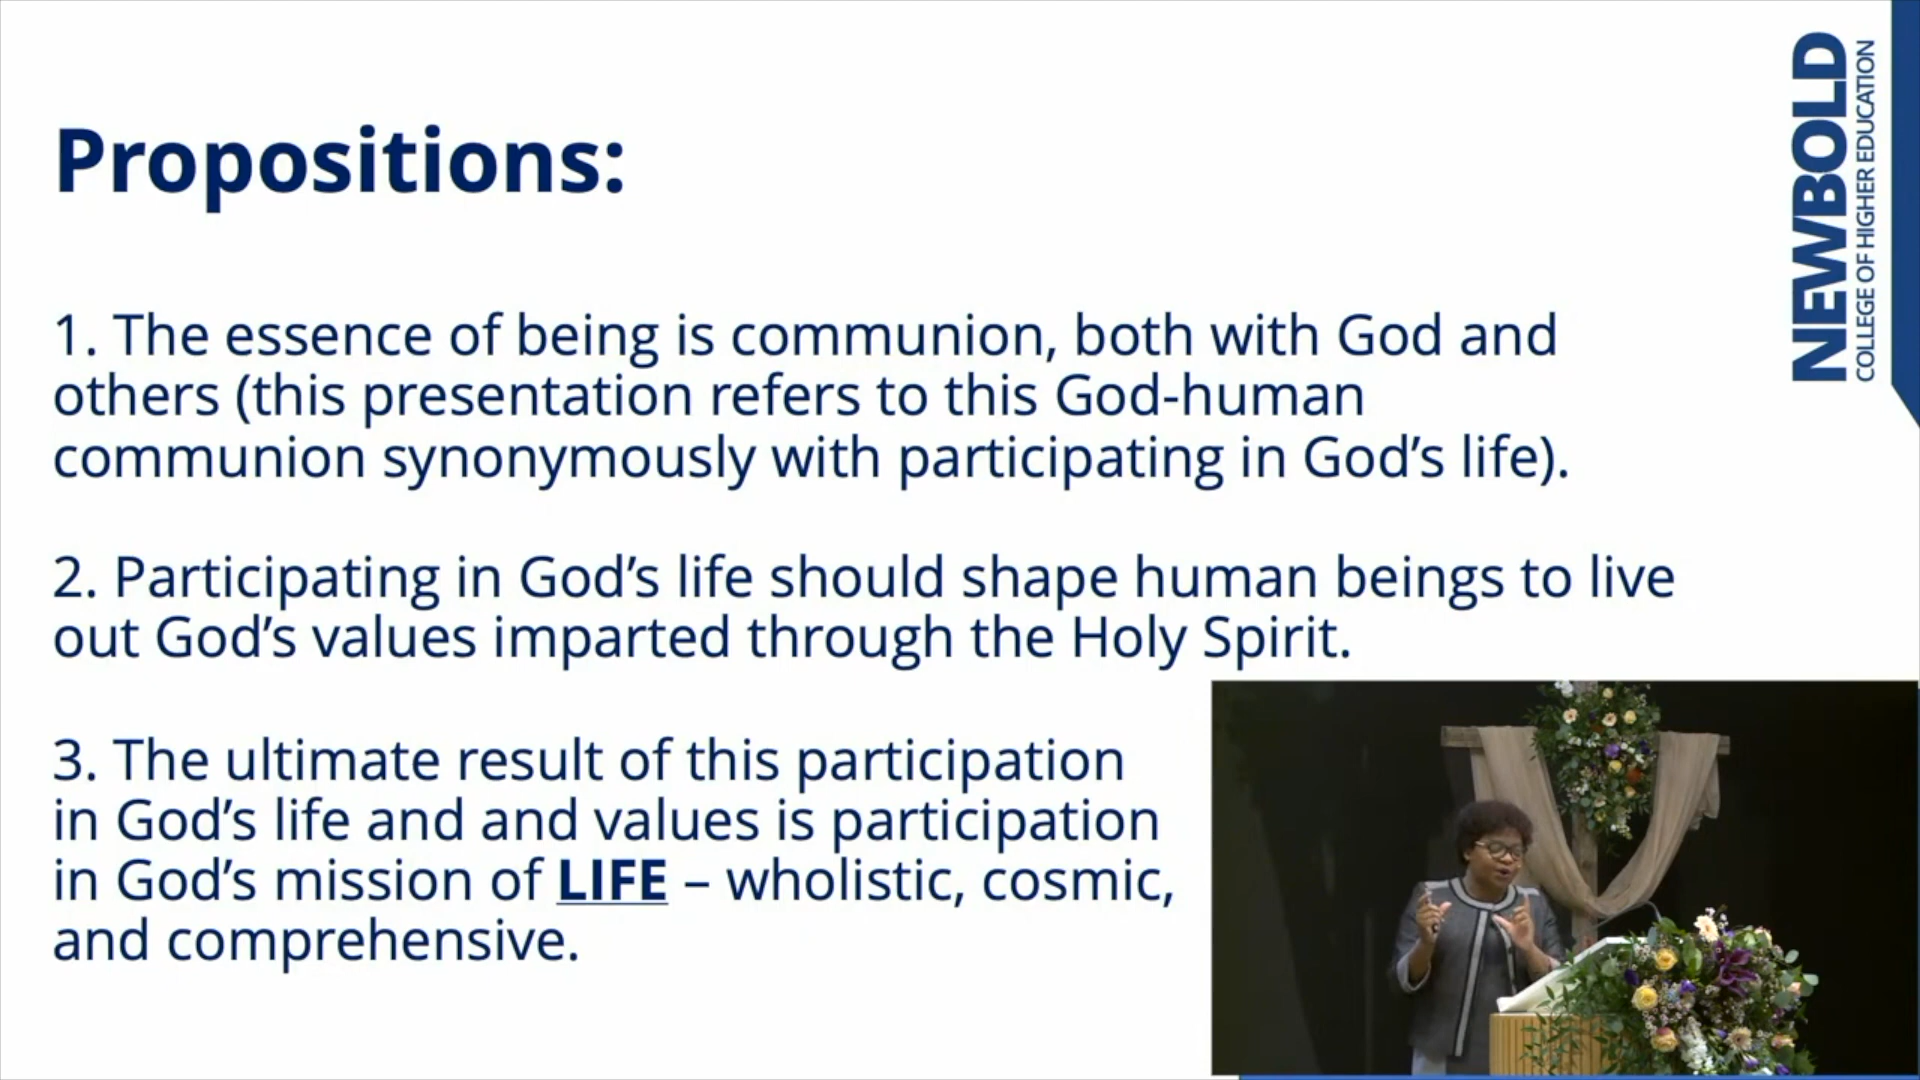 Propositions:
1. The essence of being is communion, both with God and
others (this presentation refers to this God-human
communion synonymously with participating in God’s life).
2. Participating in God’s life should shape human beings to live
out God’s values imparted through the Holy Spirit.
3. The ultimate result of this participation
in God’s life and and values is participation
in God’s mission of LIFE – wholistic, cosmic,
and comprehensive.
NEWBOLD
COLLEGE OF HIGHER EDUCATION